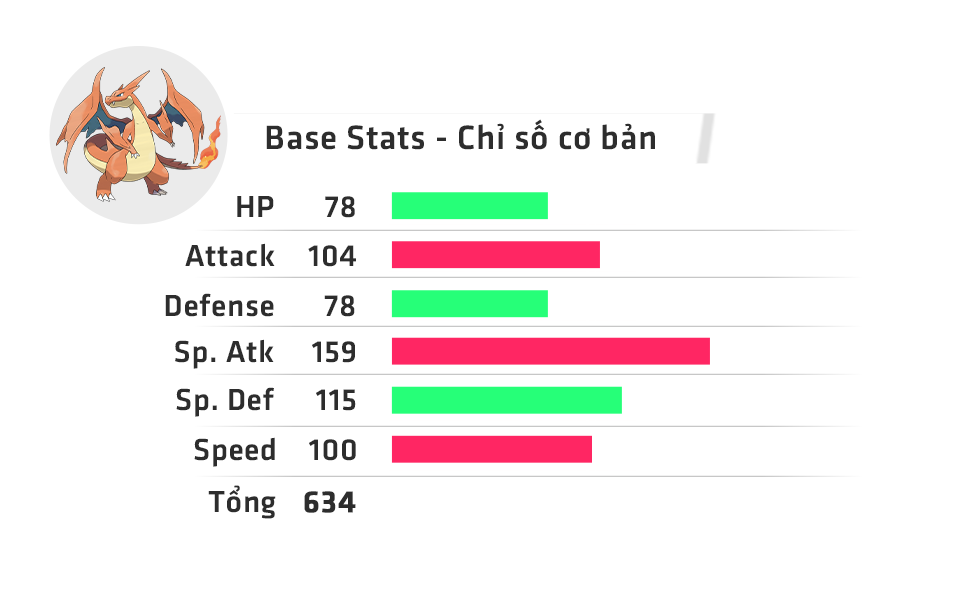 Base Stats - Chỉ số cơ bản
HP 78
Attack 104
Defense 78
Sp. Atk 159
Sp. Def 115
Speed 100
Tổng 634